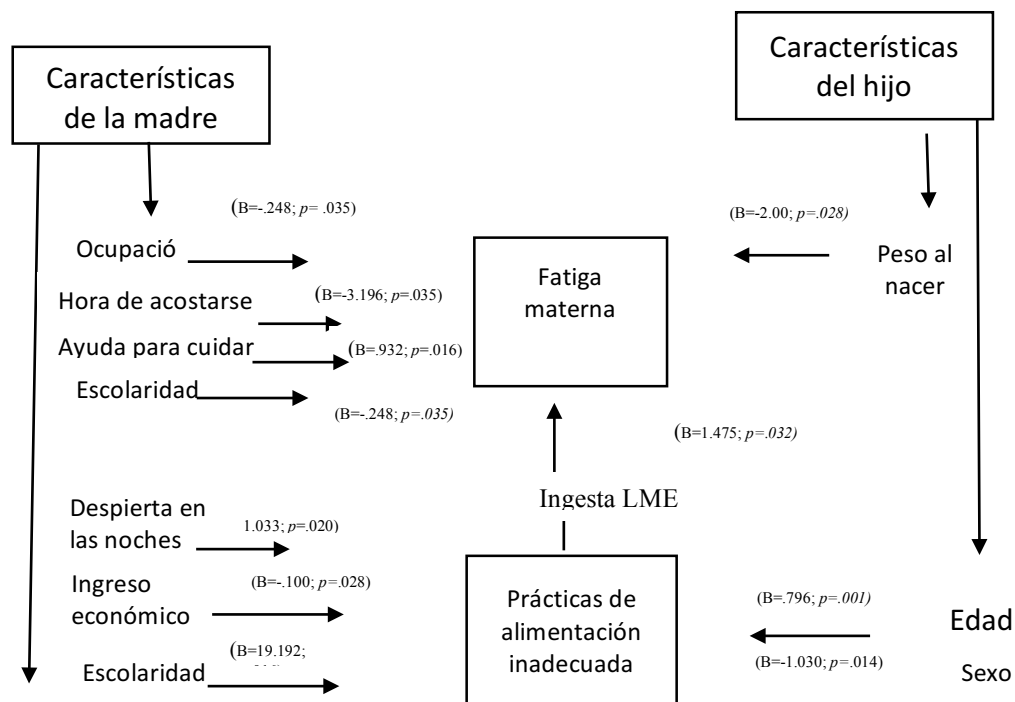 Características
de la madre
Características
del hijo
(B=-.248; p= .035)
Ocupació
Hora de acostarse
(B=-3.196; p=.035)
Ayuda para cuidar
(B=.932; p=.016)
Escolaridad
(B=-.248; p=.035)
Fatiga
materna
(B=-2.00; p=.028)
Peso al
nacer
(B=1.475; p=.032)
Ingesta LME
Despierta en
las noches
1.033; p=.020)
Ingreso
económico
(B=-.100; p=.028)
(B=19.192;
Escolaridad
Prácticas de
alimentación
inadecuada
(B=.796; p=.001)
(B=-1.030; p=.014)
Edad
Sexo